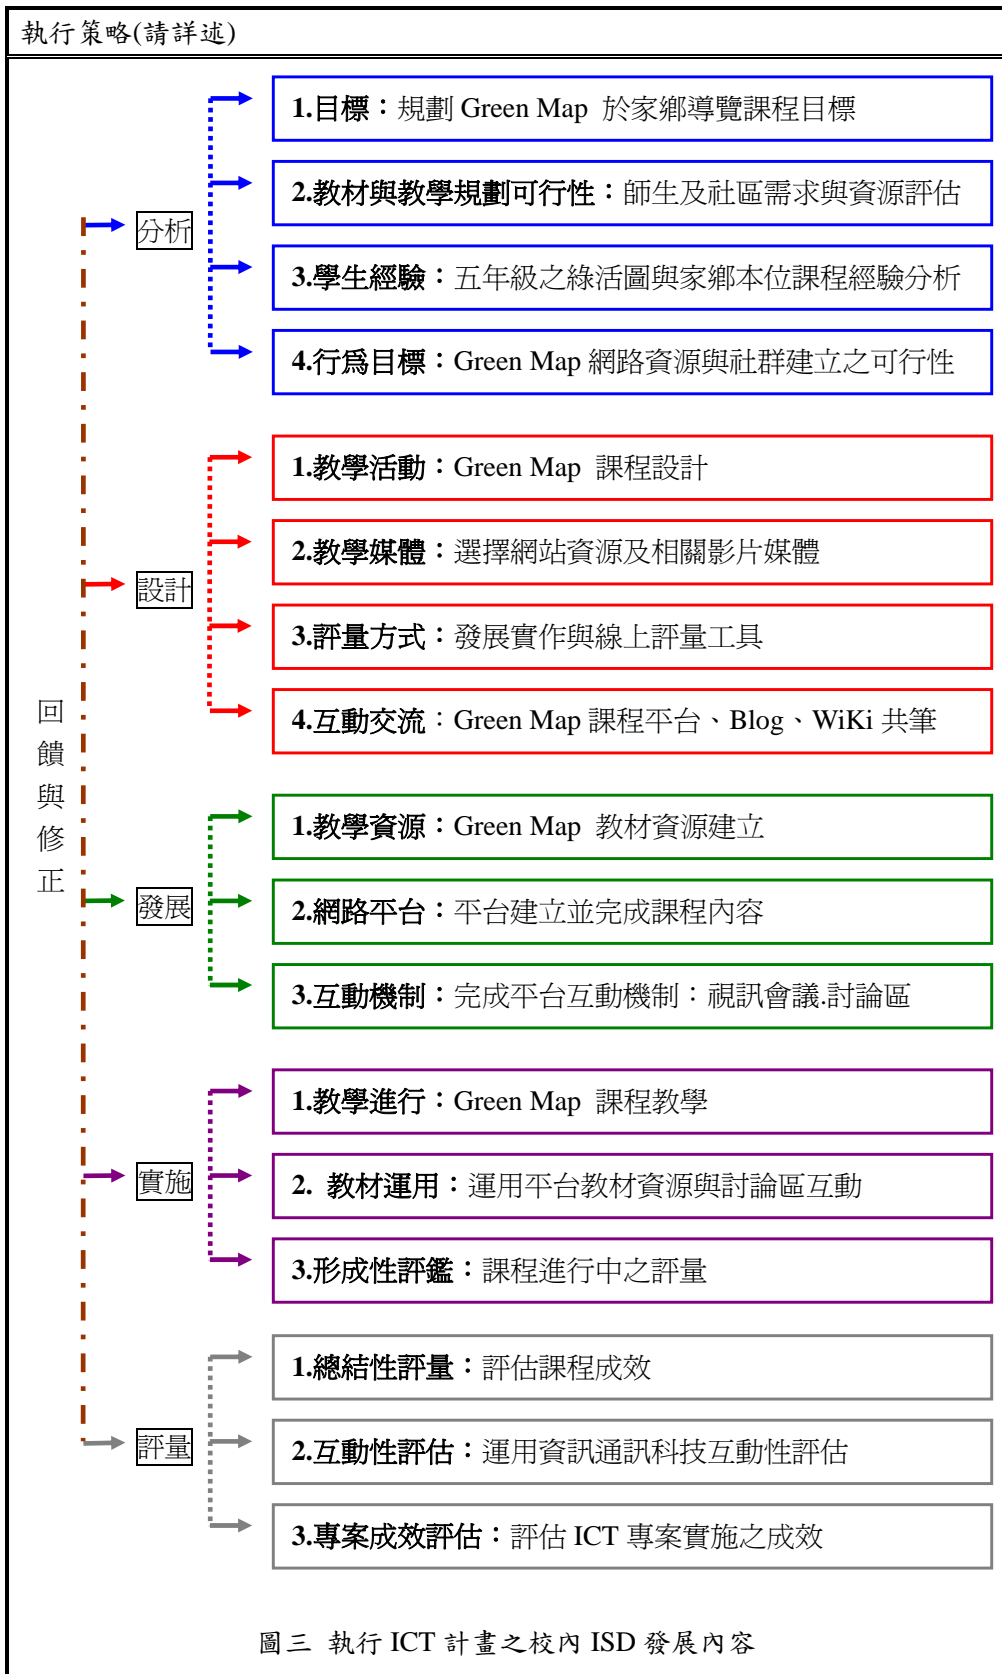 執行策略(請詳述)
1.目標：規劃 Green Map 於家鄉導覽課程目標
2.教材與教學規劃可行性：師生及社區需求與資源評估
分析
3.學生經驗：五年級之綠活圖與家鄉本位課程經驗分析
4.行為目標：Green Map 網路資源與社群建立之可行性
1.教學活動：Green Map 課程設計
2.教學媒體：選擇網站資源及相關影片媒體
設計
3.評量方式：發展實作與線上評量工具
4.互動交流：Green Map 課程平台、Blog、WiKi 共筆
回
饋
與
修
正
1.教學資源：Green Map 教材資源建立
發展
2.網路平台：平台建立並完成課程內容
3.互動機制：完成平台互動機制：視訊會議.討論區
1.教學進行：Green Map 課程教學
實施
2. 教材運用：運用平台教材資源與討論區互動
3.形成性評鑑：課程進行中之評量
1.總結性評量：評估課程成效
評量
2.互動性評估：運用資訊通訊科技互動性評估
3.專案成效評估：評估 ICT 專案實施之成效
圖三 執行 ICT 計畫之校內 ISD 發展內容